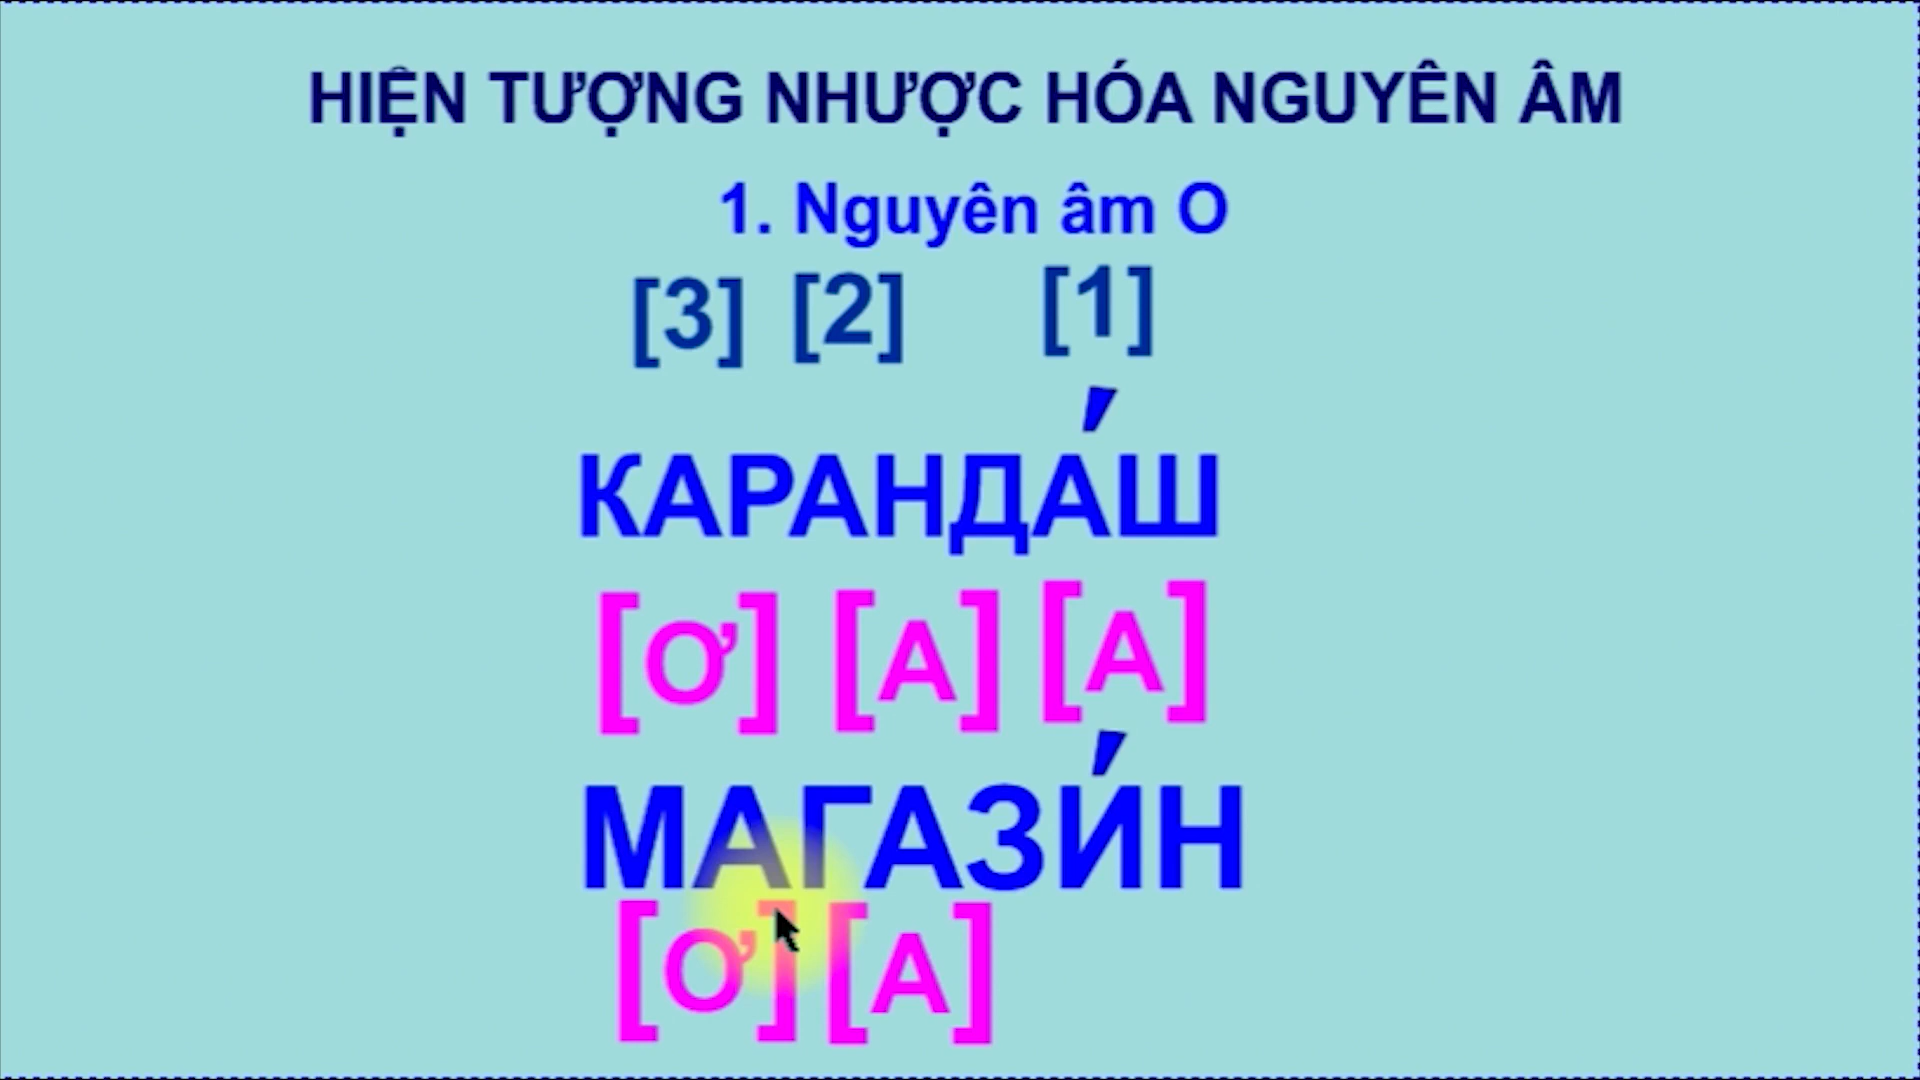 HIỆN TƯỢNG NHƯỢC HÓA NGUYÊN ÂM
1. Nguyên âm O
[3] [2] [1]
КАРАНДА́Ш
[Ơ] [A] [A]
МАГАЗИ́Н
[Ơ] [A]